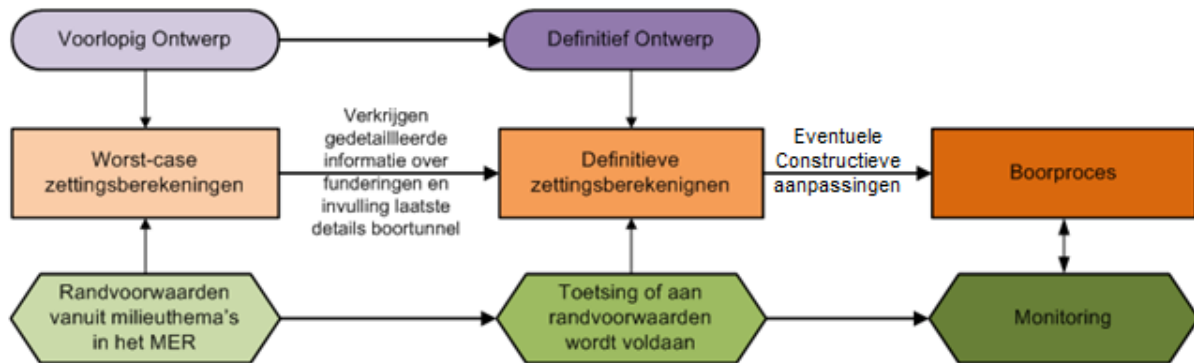 Voorlopig Ontwerp
Definitief Ontwerp
Worst-case
zettingsberekeningen
Verkrijgen
gedetaillleerde
informatie over
funderingen en
invulling laatste
details boortunnel
Definitieve
zettingsberekenignen
Eventuele
Constructieve
aanpassingen
Boorproces
Randvoorwaarden
vanuit milieuthema's
in het MER
Toetsing of aan
randvoorwaarden
wordt voldaan
Monitoring